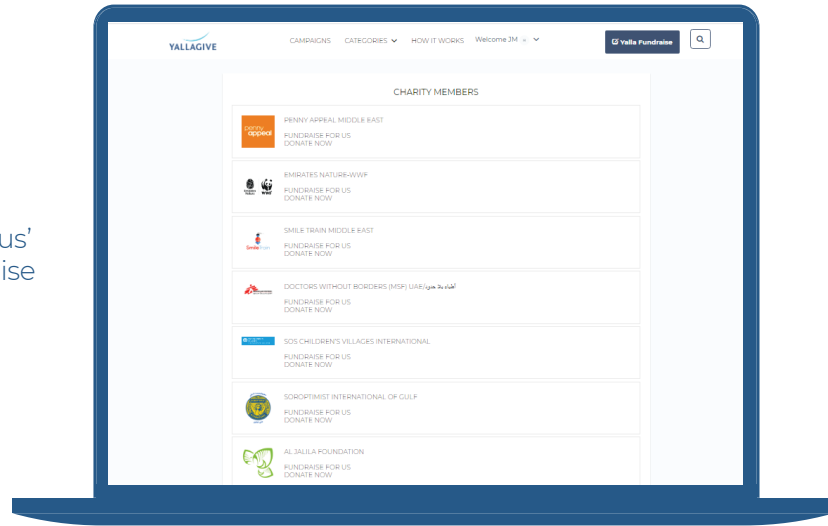 us’
ise
YALLAGIVE
CAMPAIGNS CATEGORIES HOW IT WORKS Welcome JM
Yalla Fundraise
CHARITY MEMBERS
penny
appeal
PENNY APPEAL MIDDLE EAST
FUNDRAISE FOR US
DONATE NOW
WWF
EMIRATES NATURE-WWF
FUNDRAISE FOR US
DONATE NOW
SmileTrain
SMILE TRAIN MIDDLE EAST
FUNDRAISE FOR US
DONATE NOW
DOCTORS WITHOUT BORDERS (MSF) UAE/أطباء بلا حدود
FUNDRAISE FOR US
DONATE NOW
SOS CHILDREN'S VILLAGES INTERNATIONAL
FUNDRAISE FOR US
DONATE NOW
SOROPTIMIST INTERNATIONAL OF GULF
FUNDRAISE FOR US
DONATE NOW
AL JALILA FOUNDATION
FUNDRAISE FOR US
DONATE NOW